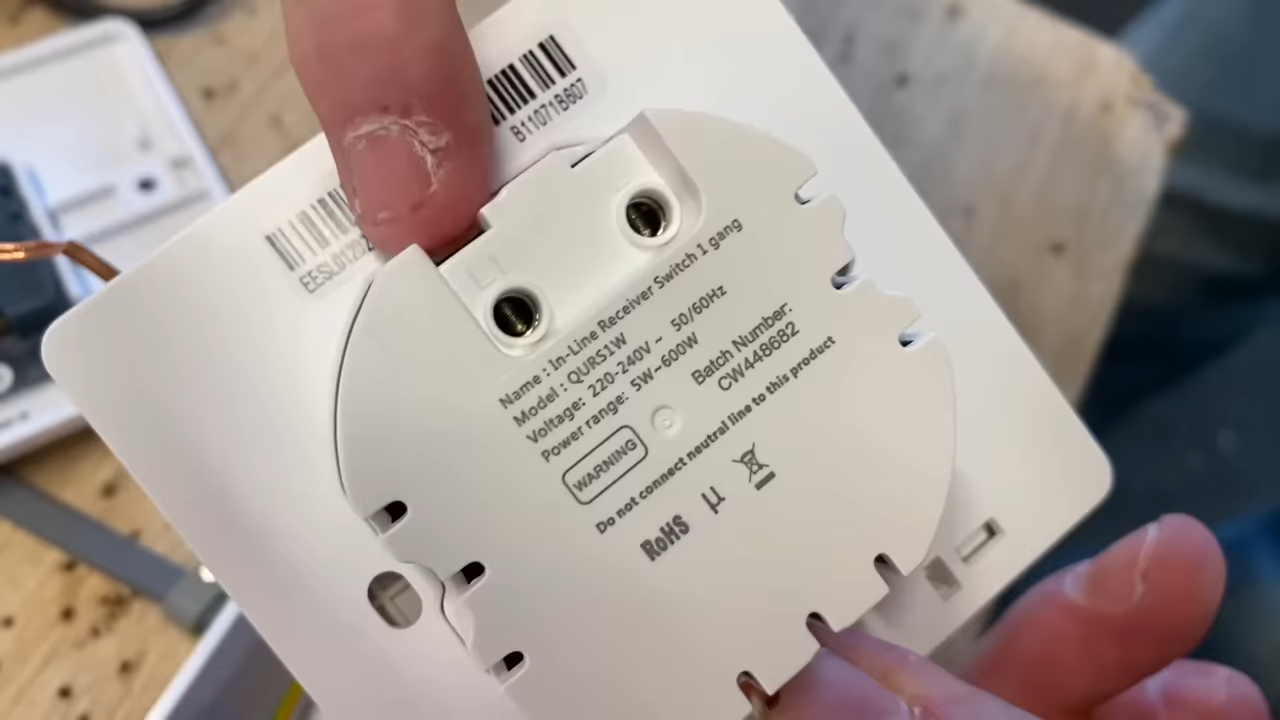 B11071B607
EESL01202
L1
Name : In-Line Receiver Switch 1 gang
Model : QURS1W
Voltage: 220-240V ~ 50/60Hz
Power range: 5W~600W
Batch Number:
CW448682
WARNING
Do not connect neutral line to this product
RoHS